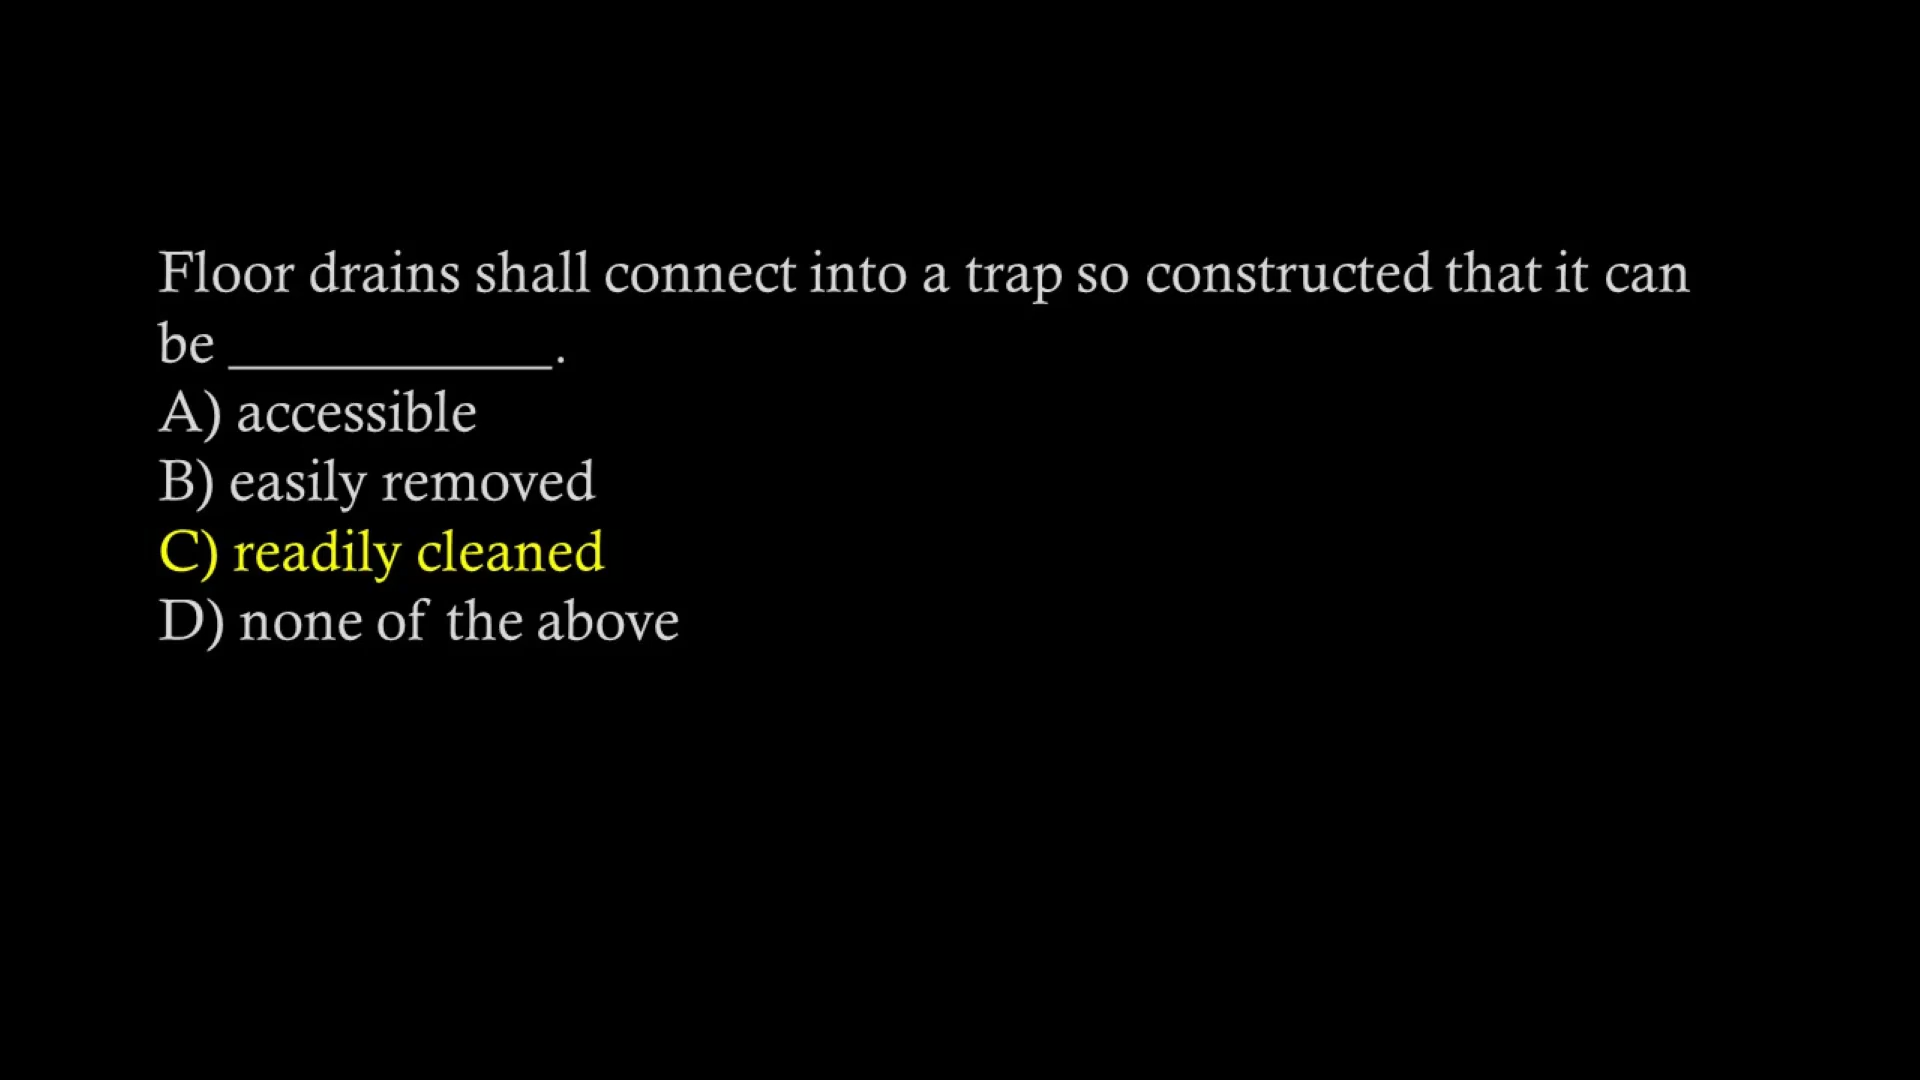 Floor drains shall connect into a trap so constructed that it can
be ____________.
A) accessible
B) easily removed
C) readily cleaned
D) none of the above